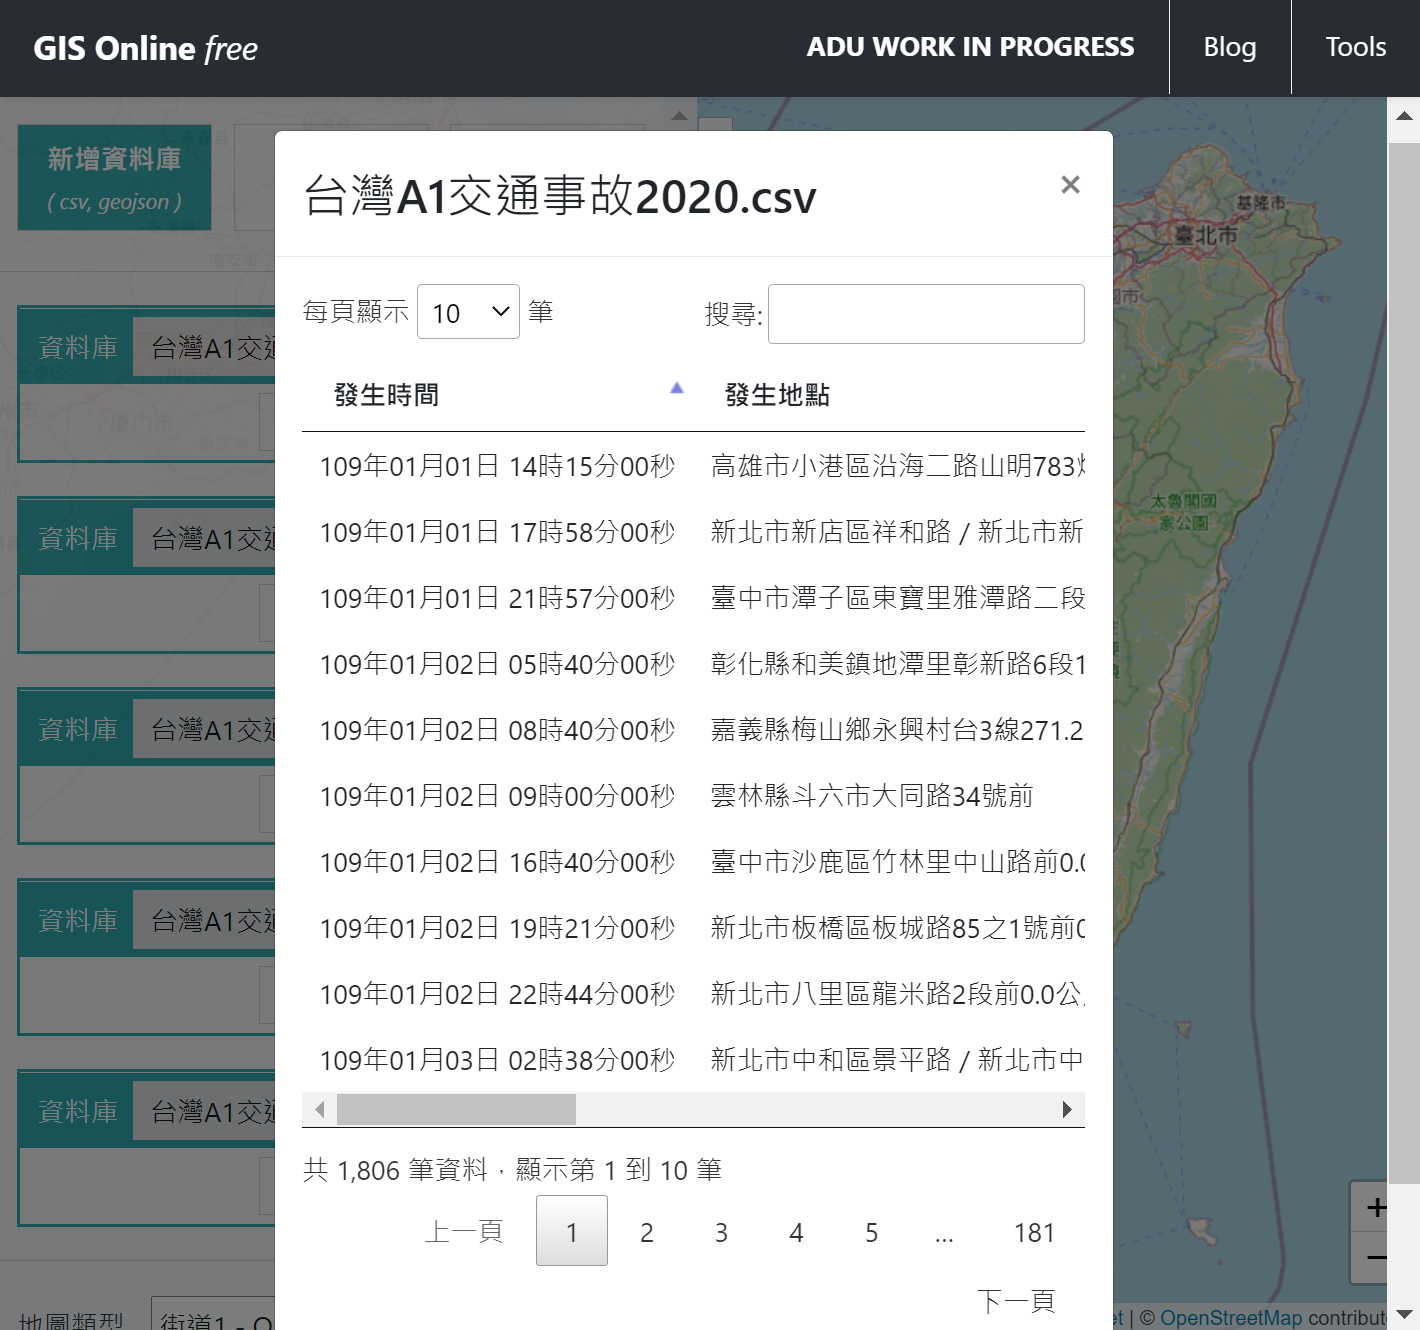 GIS Online free
ADU WORK IN PROGRESS
Blog
Tools
新增資料庫
( csv, geojson )
台灣A1交通事故2020.csv
×
每頁顯示 10 筆
搜尋:
發生時間 發生地點
109年01月01日 14時15分00秒 高雄市小港區沿海二路山明783
109年01月01日 17時58分00秒 新北市新店區祥和路 / 新北市新
109年01月01日 21時57分00秒 臺中市潭子區東寶里雅潭路二段
109年01月02日 05時40分00秒 彰化縣和美鎮地潭里彰新路6段1
109年01月02日 08時40分00秒 嘉義縣梅山鄉永興村台3線271.2
109年01月02日 09時00分00秒 雲林縣斗六市大同路34號前
109年01月02日 16時40分00秒 臺中市沙鹿區竹林里中山路前0.0
109年01月02日 19時21分00秒 新北市板橋區板城路85之1號前0
109年01月02日 22時44分00秒 新北市八里區龍米路2段前0.0公
109年01月03日 02時38分00秒 新北市中和區景平路 / 新北市中
共 1,806 筆資料，顯示第 1 到 10 筆
上一頁 1 2 3 4 5 … 181
下一頁
資料庫 台灣A1交通
資料庫 台灣A1交通
資料庫 台灣A1交通
資料庫 台灣A1交通
資料庫 台灣A1交通
地圖類型 街道1 - O
基隆市
臺北市
園市
太魯閣國
家公園
厦门市
+
−
et | © OpenStreetMap contribut